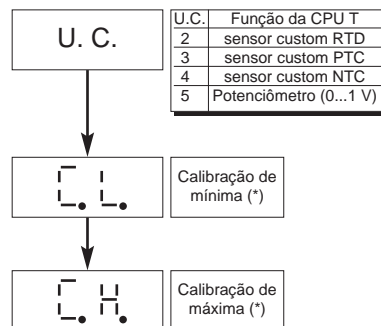 U. C.
U.C. Função da CPU T
2 sensor custom RTD
3 sensor custom PTC
4 sensor custom NTC
5 Potenciômetro (0...1 V)
C. L.
Calibração de
mínima (*)
C. H.
Calibração de
máxima (*)